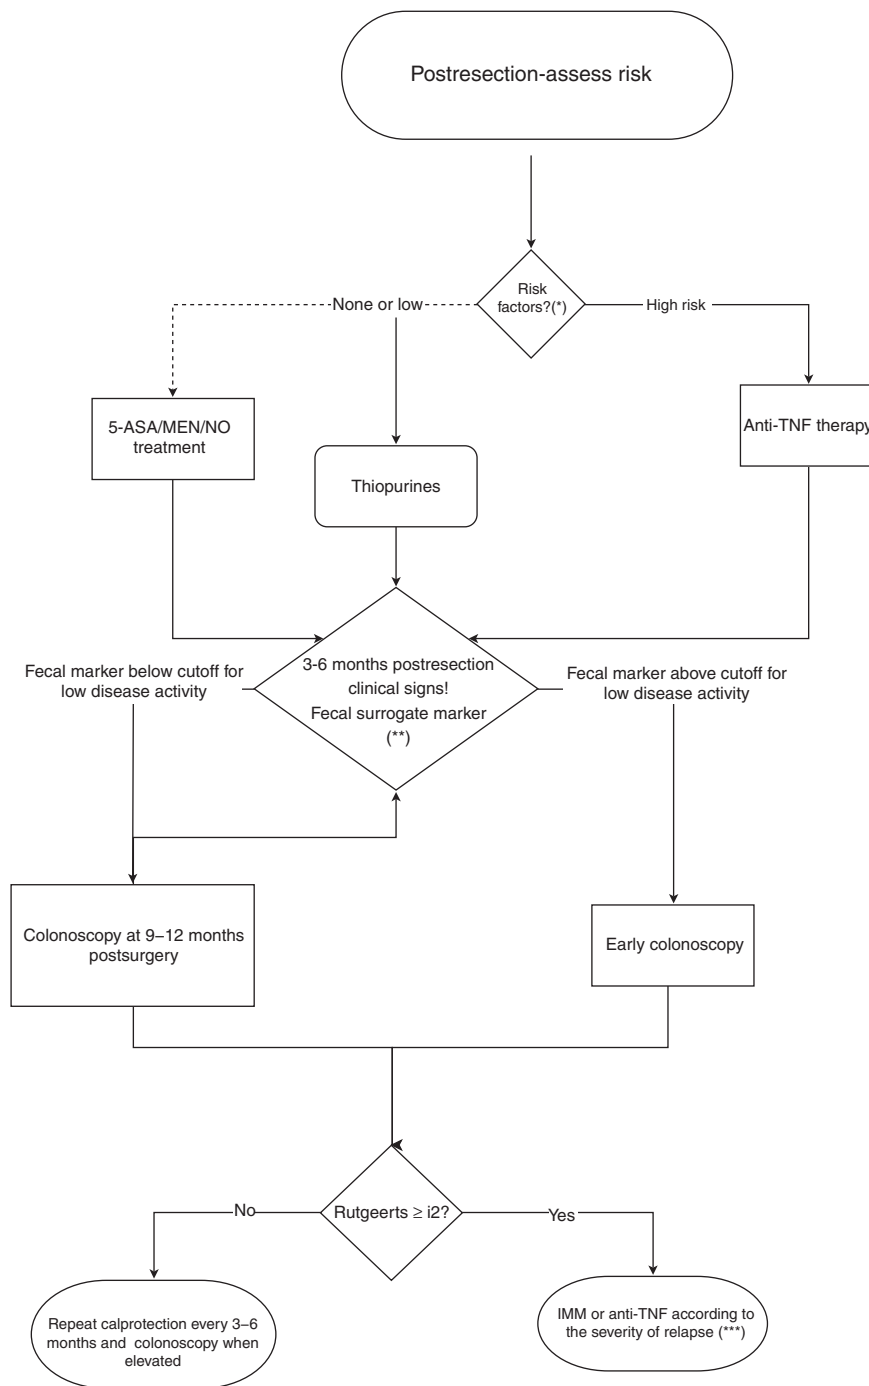 Postresection-assess risk
Risk
factors?(*)
None or low
High risk
5-ASA/MEN/NO
treatment
Thiopurines
Anti-TNF therapy
3-6 months postresection
clinical signs!
Fecal surrogate marker
(**)
Fecal marker below cutoff for
low disease activity
Fecal marker above cutoff for
low disease activity
Colonoscopy at 9–12 months
postsurgery
Early colonoscopy
Rutgeerts ≥ i2?
No
Yes
Repeat calprotection every 3–6
months and colonoscopy when
elevated
IMM or anti-TNF according to
the severity of relapse (***)